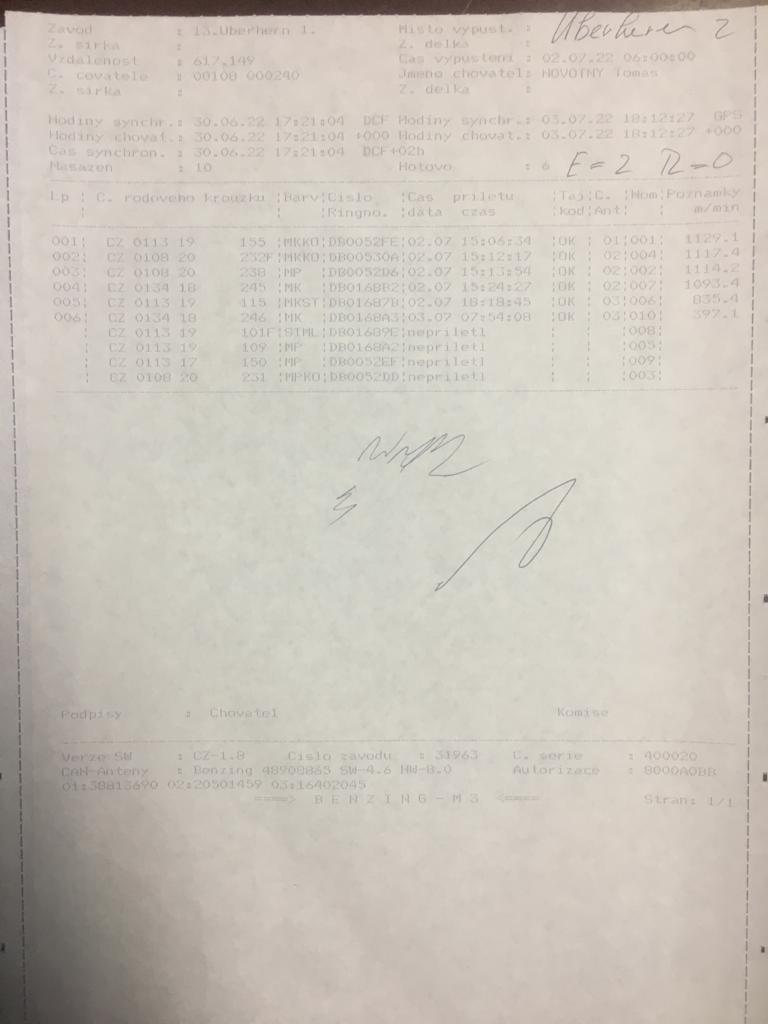 Zavod : 13.Uberhern 1. Misto vypust. : Uberheren 2
Z. sirka : Z. delka :
Vzdalenost : 617,149 Cas vypusteni : 02.07.22 06:00:00
C. covatele : 00108 000240 Jmeno chovatel: NOVOTNY Tomas
Z. sirka : Z. delka :
Hodiny synchr.: 30.06.22 17:21:04 DCF Hodiny synchr.: 03.07.22 18:12:27 GPS
Hodiny chovat.: 30.06.22 17:21:04 +000 Hodiny chovat.: 03.07.22 18:12:27 +000
Cas synchron. : 30.06.22 17:21:04 DCF+02h
Nasazen : 10 Hotovo : 6 E=2 R=0
Lp ¦ C. rodoveho krouzku ¦Barv¦Cislo ¦Cas priletu ¦Taj¦C. ¦Nom¦Poznamky
¦ ¦ ¦Ringno. ¦data czas ¦kod¦Ant¦ ¦ m/min
001¦ CZ 0113 19 155 ¦MKKO¦DB0052FE¦02.07 15:06:34 ¦OK ¦ 01¦001¦ 1129.1
002¦ CZ 0108 20 232F¦MKKO¦DB00530A¦02.07 15:12:17 ¦OK ¦ 02¦004¦ 1117.4
003¦ CZ 0108 20 238 ¦MP ¦DB0052D6¦02.07 15:13:54 ¦OK ¦ 02¦002¦ 1114.2
004¦ CZ 0134 18 245 ¦MK ¦DB0168B2¦02.07 15:24:27 ¦OK ¦ 02¦007¦ 1093.4
005¦ CZ 0113 19 115 ¦MKST¦DB01687B¦02.07 18:18:45 ¦OK ¦ 03¦006¦ 835.4
006¦ CZ 0134 18 246 ¦MK ¦DB0168A3¦03.07 07:54:08 ¦OK ¦ 03¦010¦ 397.1
¦ CZ 0113 19 101F¦STML¦DB01689E¦nepriletl ¦ ¦ ¦008¦
¦ CZ 0113 19 109 ¦MP ¦DB0168A2¦nepriletl ¦ ¦ ¦005¦
¦ CZ 0113 17 150 ¦MP ¦DB0052EF¦nepriletl ¦ ¦ ¦009¦
¦ CZ 0108 20 231 ¦MPKO¦DB0052DD¦nepriletl ¦ ¦ ¦003¦
Podpisy : Chovatel Komise
Verze SW : CZ-1.8 Cislo zavodu : 31963 C. serie : 400020
CAN-Anteny : Benzing 48908865 SW-4.6 HW-8.0 Autorizace : 8000A0BB
01:38813690 02:20501459 03:16402045
====> B E N Z I N G - M 3 <==== Stran: 1/1